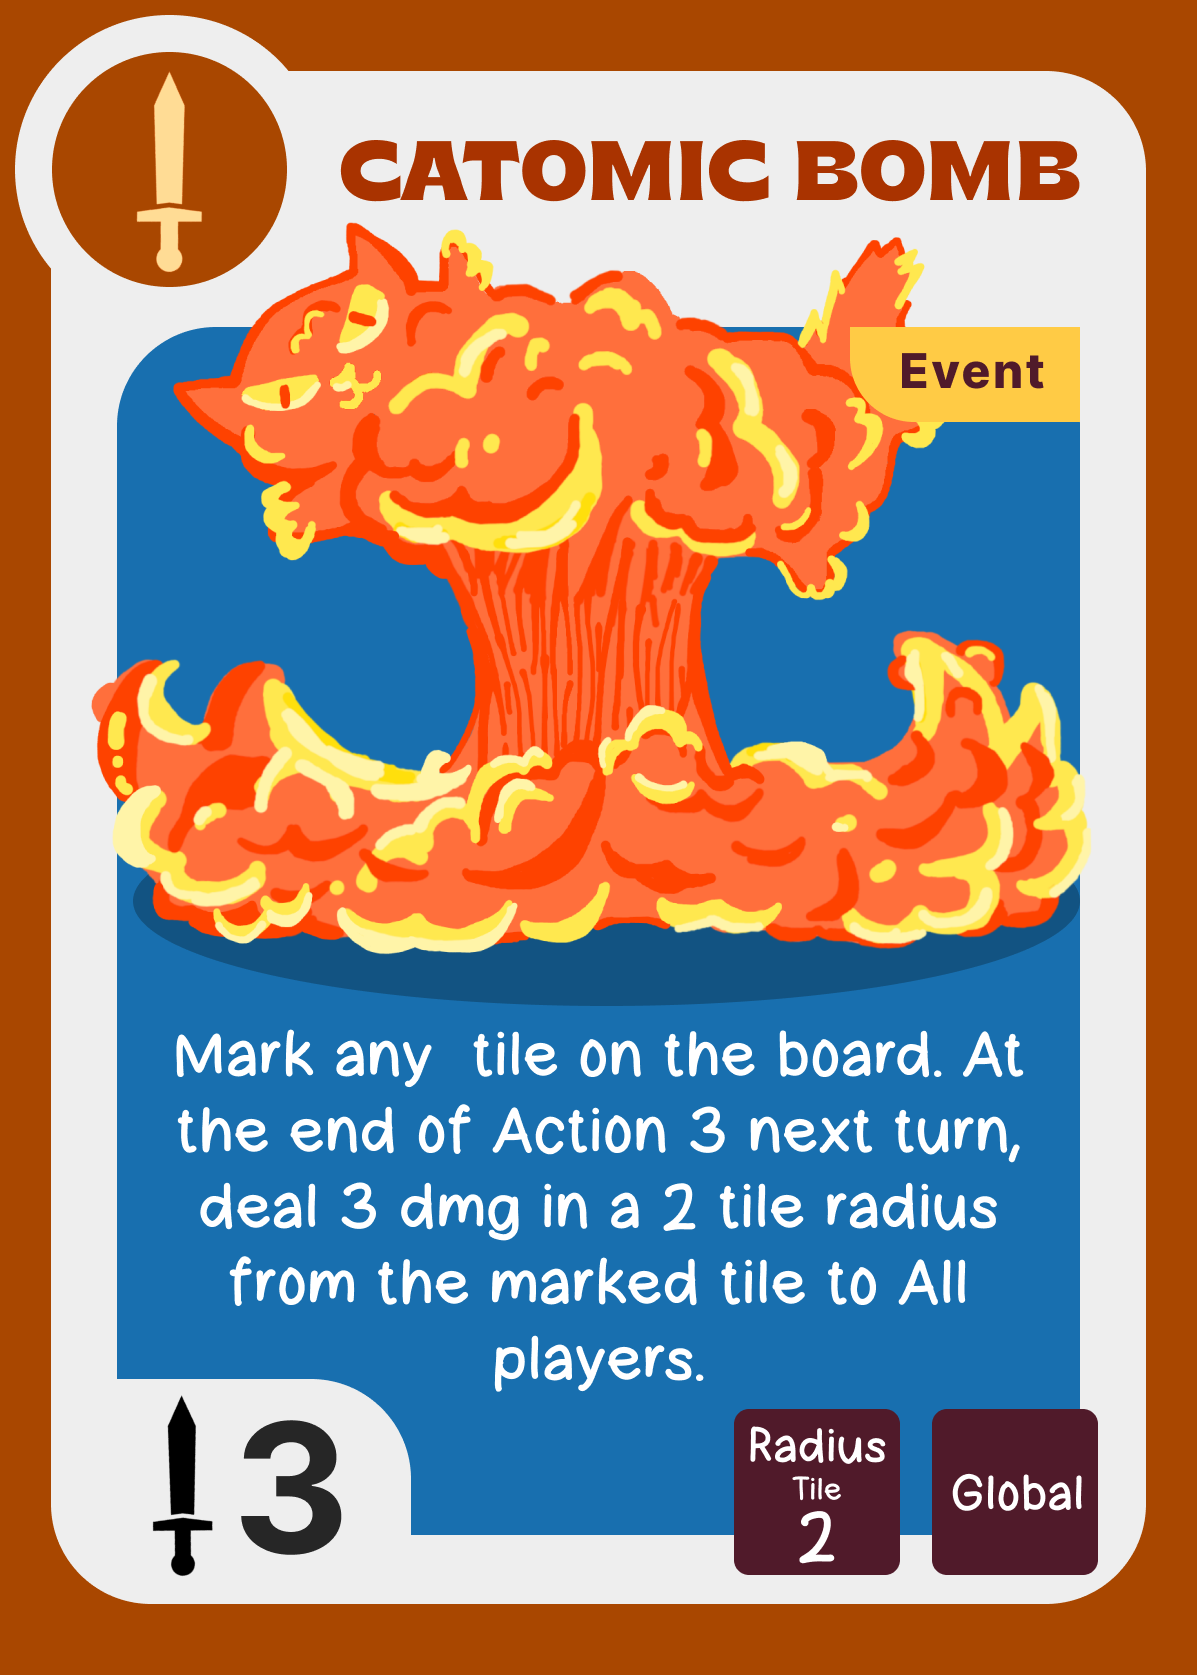 CATOMIC BOMB
Event
Mark any  tile on the board. At
the end of Action 3 next turn,
deal 3 dmg in a 2 tile radius
from the marked tile to All
players.
3
Radius
Tile
2
Global